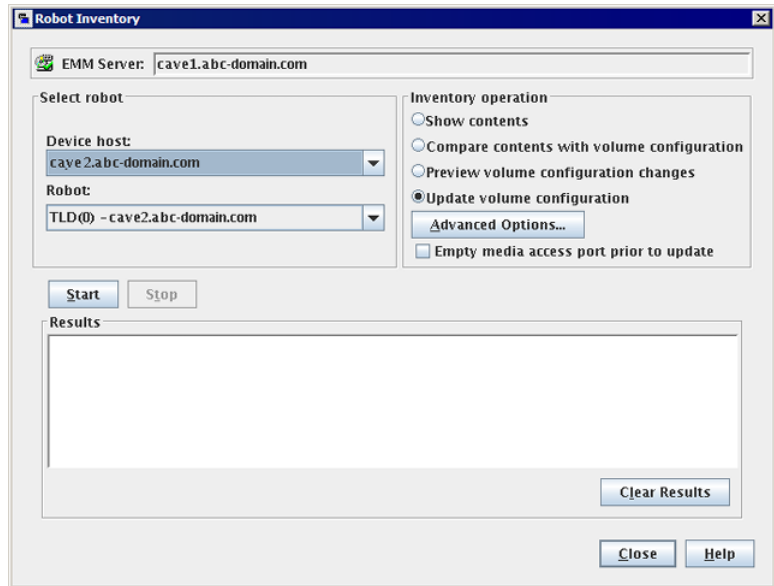 Robot Inventory
EMM Server: cave1.abc-domain.com
Select robot
Device host:
cave2.abc-domain.com
Robot:
TLD(0) - cave2.abc-domain.com
Inventory operation
Show contents
Compare contents with volume configuration
Preview volume configuration changes
Update volume configuration
Advanced Options...
Empty media access port prior to update
Start Stop
Results
Clear Results
Close Help